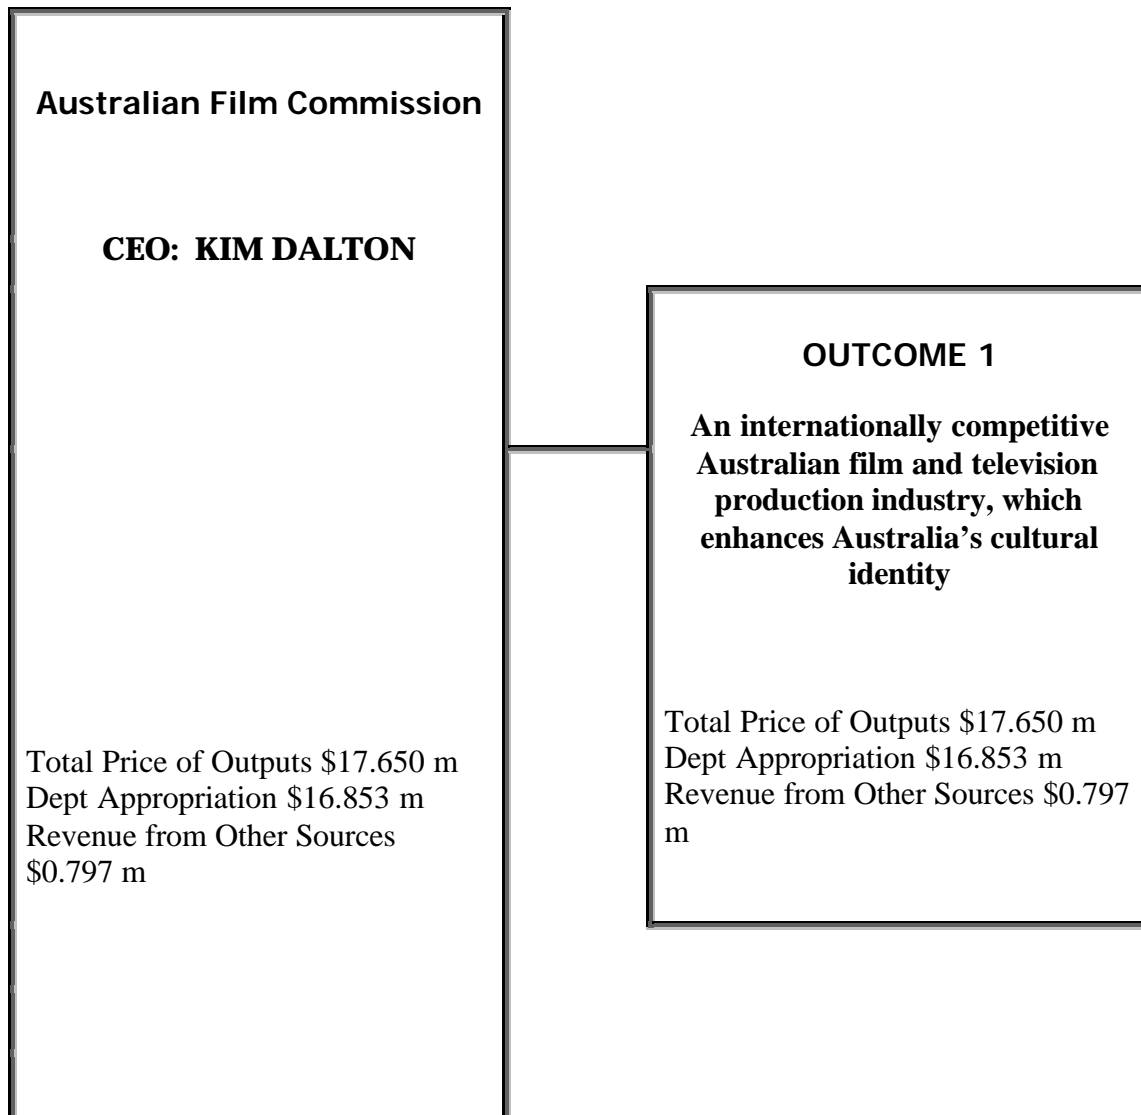 Australian Film Commission
CEO: KIM DALTON
Total Price of Outputs $17.650 m
Dept Appropriation $16.853 m
Revenue from Other Sources
$0.797 m
OUTCOME 1
An internationally competitive
Australian film and television
production industry, which
enhances Australia’s cultural
identity
Total Price of Outputs $17.650 m
Dept Appropriation $16.853 m
Revenue from Other Sources $0.797
m